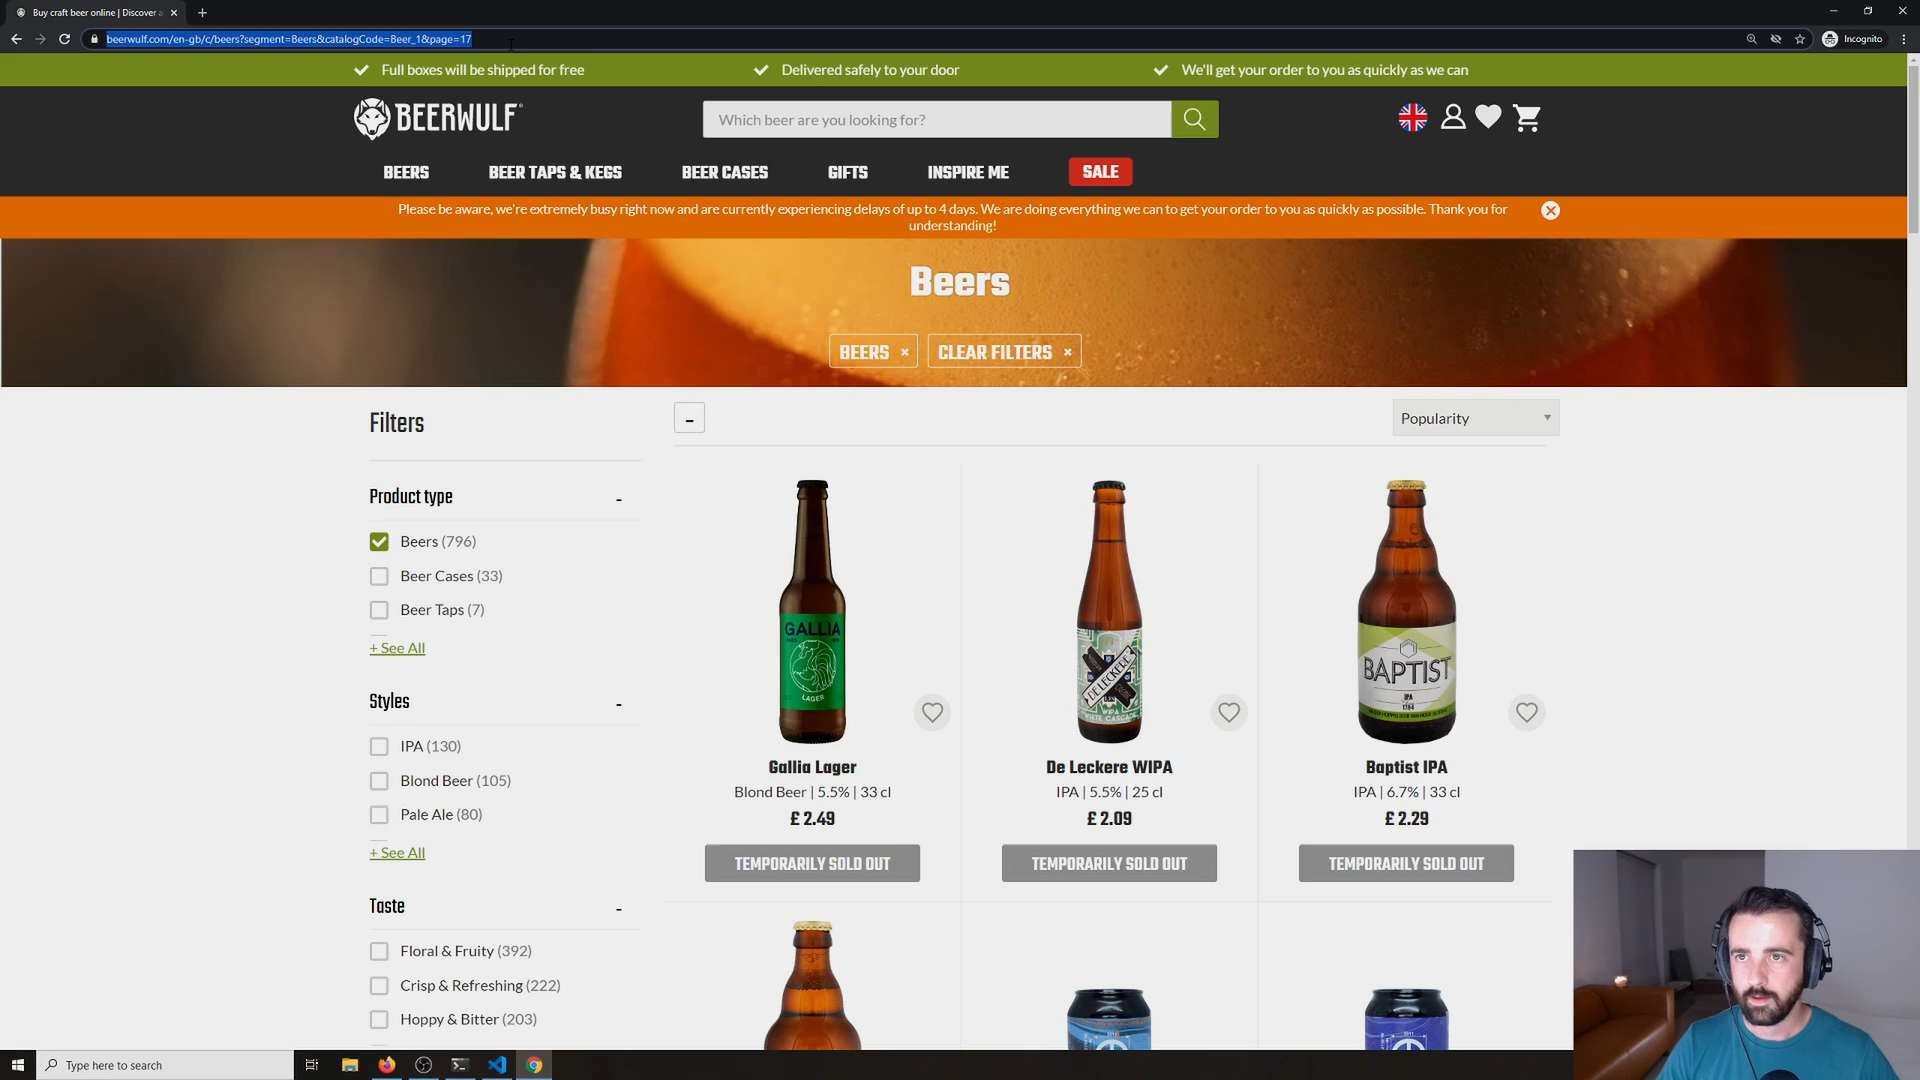 Buy craft beer online | Discover a
beerwulf.com/en-gb/c/beers?segment=Beers&catalogCode=Beer_1&page=17
Incognito
Full boxes will be shipped for free
Delivered safely to your door
We'll get your order to you as quickly as we can
BEERWULF
Which beer are you looking for?
BEERS
BEER TAPS & KEGS
BEER CASES
GIFTS
INSPIRE ME
SALE
Please be aware, we're extremely busy right now and are currently experiencing delays of up to 4 days. We are doing everything we can to get your order to you as quickly as possible. Thank you for
understanding!
Beers
BEERS ×
CLEAR FILTERS ×
Filters
-
Popularity
Product type -
Beers (796)
Beer Cases (33)
Beer Taps (7)
+ See All
Styles -
IPA (130)
Blond Beer (105)
Pale Ale (80)
+ See All
Taste -
Floral & Fruity (392)
Crisp & Refreshing (222)
Hoppy & Bitter (203)
GALLIA
LAGER
Gallia Lager
Blond Beer | 5.5% | 33 cl
£ 2.49
TEMPORARILY SOLD OUT
DE LECKERE
WIPA
WHITE CASCADE
De Leckere WIPA
IPA | 5.5% | 25 cl
£ 2.09
TEMPORARILY SOLD OUT
BAPTIST
IPA
Baptist IPA
IPA | 6.7% | 33 cl
£ 2.29
TEMPORARILY SOLD OUT
Type here to search